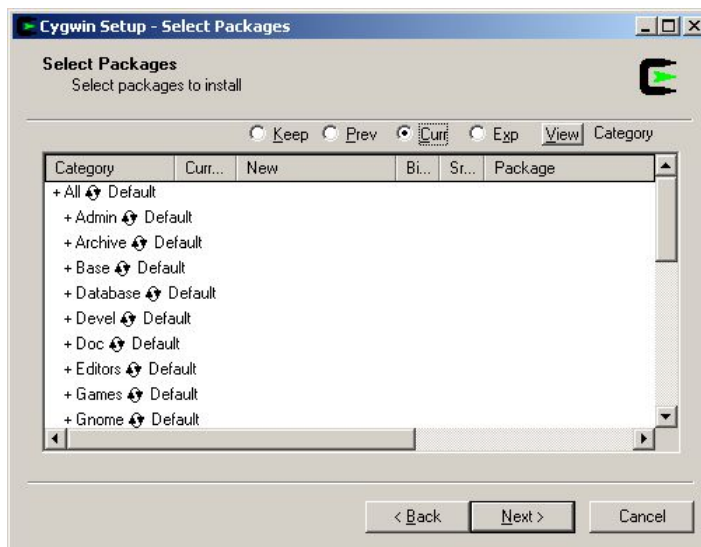 Cygwin Setup - Select Packages
Select Packages
Select packages to install
Keep Prev Curr Exp View Category
Category Curr... New Bi... Sr... Package
+ All Default
+ Admin Default
+ Archive Default
+ Base Default
+ Database Default
+ Devel Default
+ Doc Default
+ Editors Default
+ Games Default
+ Gnome Default
< Back Next > Cancel